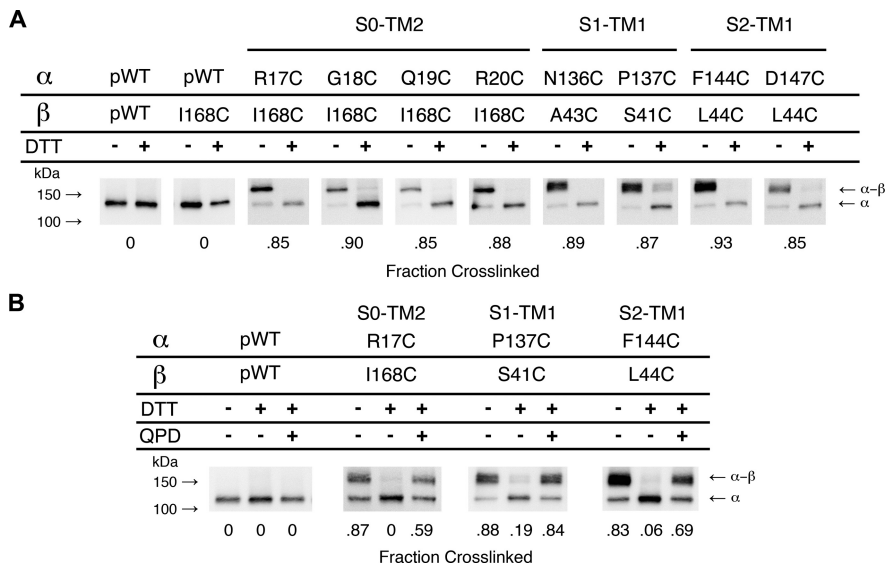 A
S0-TM2 S1-TM1 S2-TM1
α pWT pWT R17C G18C Q19C R20C N136C P137C F144C D147C
β pWT I168C I168C I168C I168C I168C A43C S41C L44C L44C
DTT - + - + - + - + - + - + - + - + - + - +
kDa
150 → ← α–β
100 → ← α
0 0 .85 .90 .85 .88 .89 .87 .93 .85
Fraction Crosslinked
B
S0-TM2 S1-TM1 S2-TM1
α pWT R17C P137C F144C
β pWT I168C S41C L44C
DTT - + + - + + - + + - + +
QPD - - + - - + - - + - - +
kDa
150 → ← α–β
100 → ← α
0 0 0 .87 0 .59 .88 .19 .84 .83 .06 .69
Fraction Crosslinked